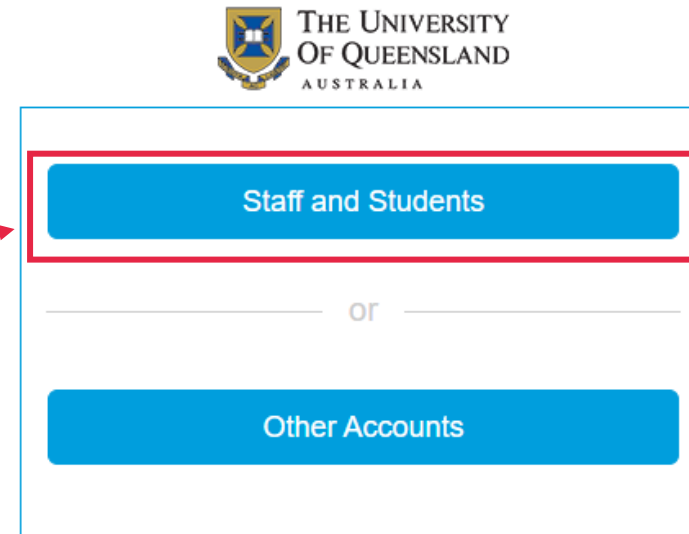 THE UNIVERSITY
OF QUEENSLAND
AUSTRALIA
Staff and Students
or
Other Accounts